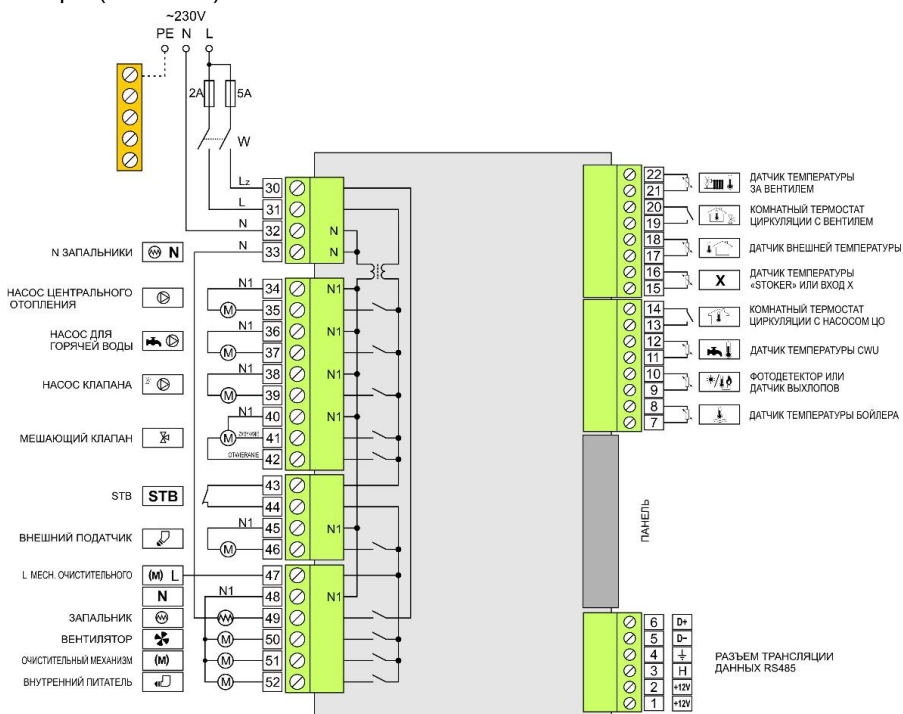 ~230V
PE N L
2A 5A
W
Lz 30
L 31
N 32 N
N 33 N
N ЗАПАЛЬНИКИ N
N1 34 N1
НАСОС ЦЕНТРАЛЬНОГО
ОТОПЛЕНИЯ
M 35
N1 36 N1
НАСОС ДЛЯ
ГОРЯЧЕЙ ВОДЫ
M 37
N1 38 N1
НАСОС КЛАПАНА
M 39
N1 40 N1
МЕШАЮЩИЙ КЛАПАН
M 41
OTWIERANIE 42
STB STB
43
44
N1 45 N1
ВНЕШНИЙ ПОДАТЧИК
M 46
L МЕХН. ОЧИСТИТЕЛЬНОГО (M) L 47
N N1 48 N1
ЗАПАЛЬНИК 49
ВЕНТИЛЯТОР M 50
ОЧИСТИТЕЛЬНЫЙ МЕХАНИЗМ (M) M 51
ВНУТРЕННИЙ ПИТАТЕЛЬ M 52
22
21
ДАТЧИК ТЕМПЕРАТУРЫ
ЗА ВЕНТИЛЕМ
20
19
КОМНАТНЫЙ ТЕРМОСТАТ
ЦИРКУЛЯЦИИ С ВЕНТИЛЕМ
18
17
ДАТЧИК ВНЕШНЕЙ ТЕМПЕРАТУРЫ
16
15
X
ДАТЧИК ТЕМПЕРАТУРЫ
«STOKER» ИЛИ ВХОД X
14
13
КОМНАТНЫЙ ТЕРМОСТАТ
ЦИРКУЛЯЦИИ С НАСОСОМ ЦО
12
11
ДАТЧИК ТЕМПЕРАТУРЫ CWU
10
9
ФОТОДЕТЕКТОР ИЛИ
ДАТЧИК ВЫХЛОПОВ
8
7
ДАТЧИК ТЕМПЕРАТУРЫ БОЙЛЕРА
ПАНЕЛЬ
6 D+
5 D-
4
3 H
2 +12V
1 +12V
РАЗЪЕМ ТРАНСЛЯЦИИ
ДАННЫХ RS485